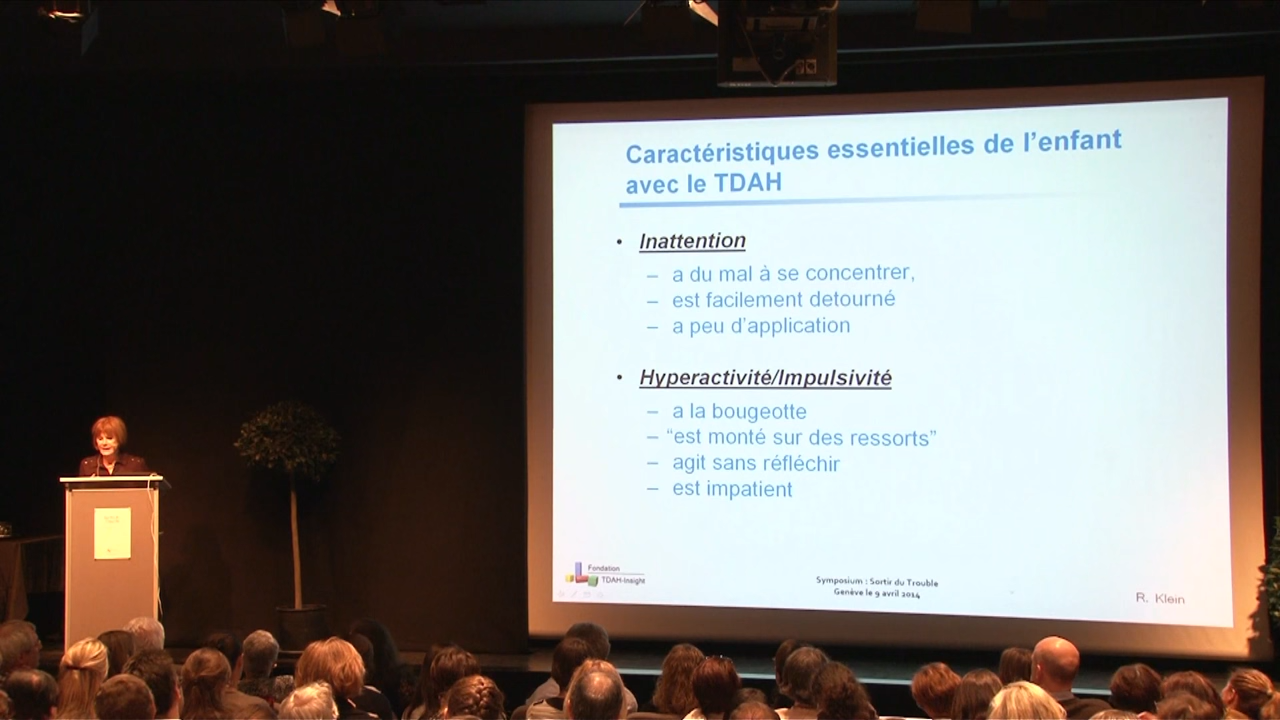 Caractéristiques essentielles de l'enfant
avec le TDAH
• Inattention
– a du mal à se concentrer,
– est facilement detourné
– a peu d'application
• Hyperactivité/Impulsivité
– a la bougeotte
– “est monté sur des ressorts”
– agit sans réfléchir
– est impatient
Fondation
TDAH-Insight
Symposium : Sortir du Trouble
Genève le 9 avril 2014
R. Klein